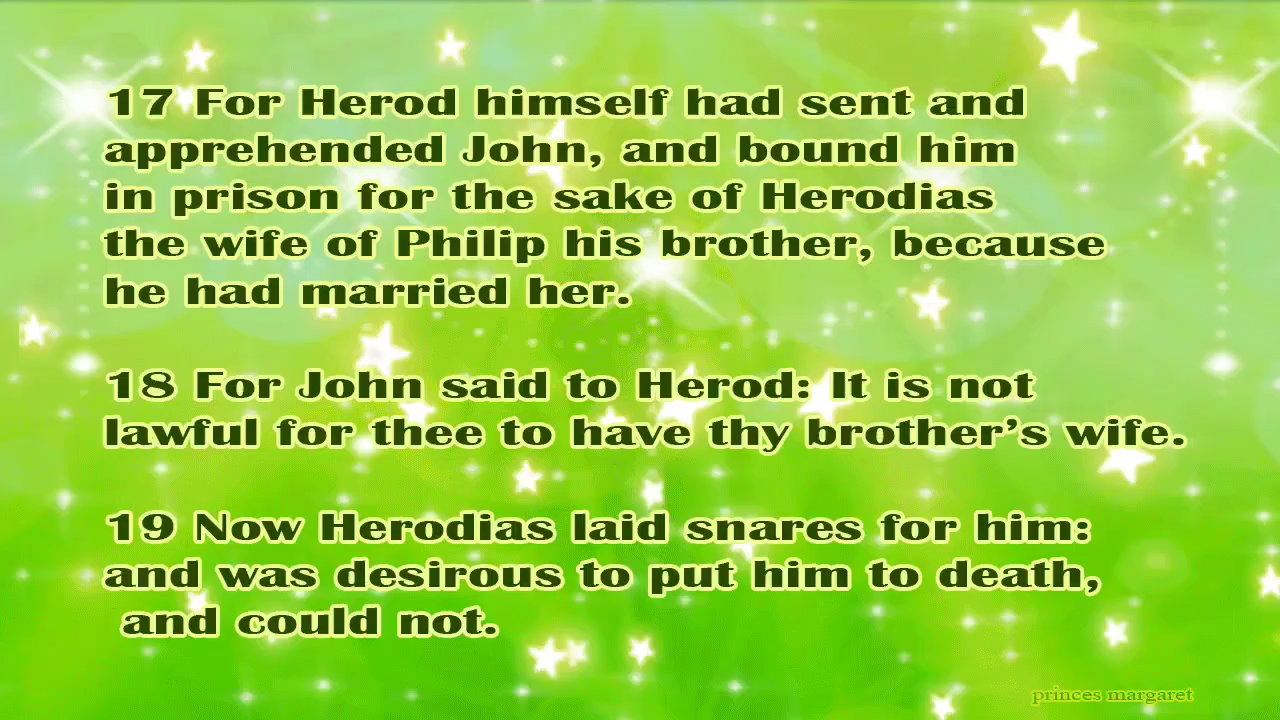 17 For Herod himself had sent and
apprehended John, and bound him
in prison for the sake of Herodias
the wife of Philip his brother, because
he had married her.
18 For John said to Herod: It is not
lawful for thee to have thy brother’s wife.
19 Now Herodias laid snares for him:
and was desirous to put him to death,
and could not.
princes margaret